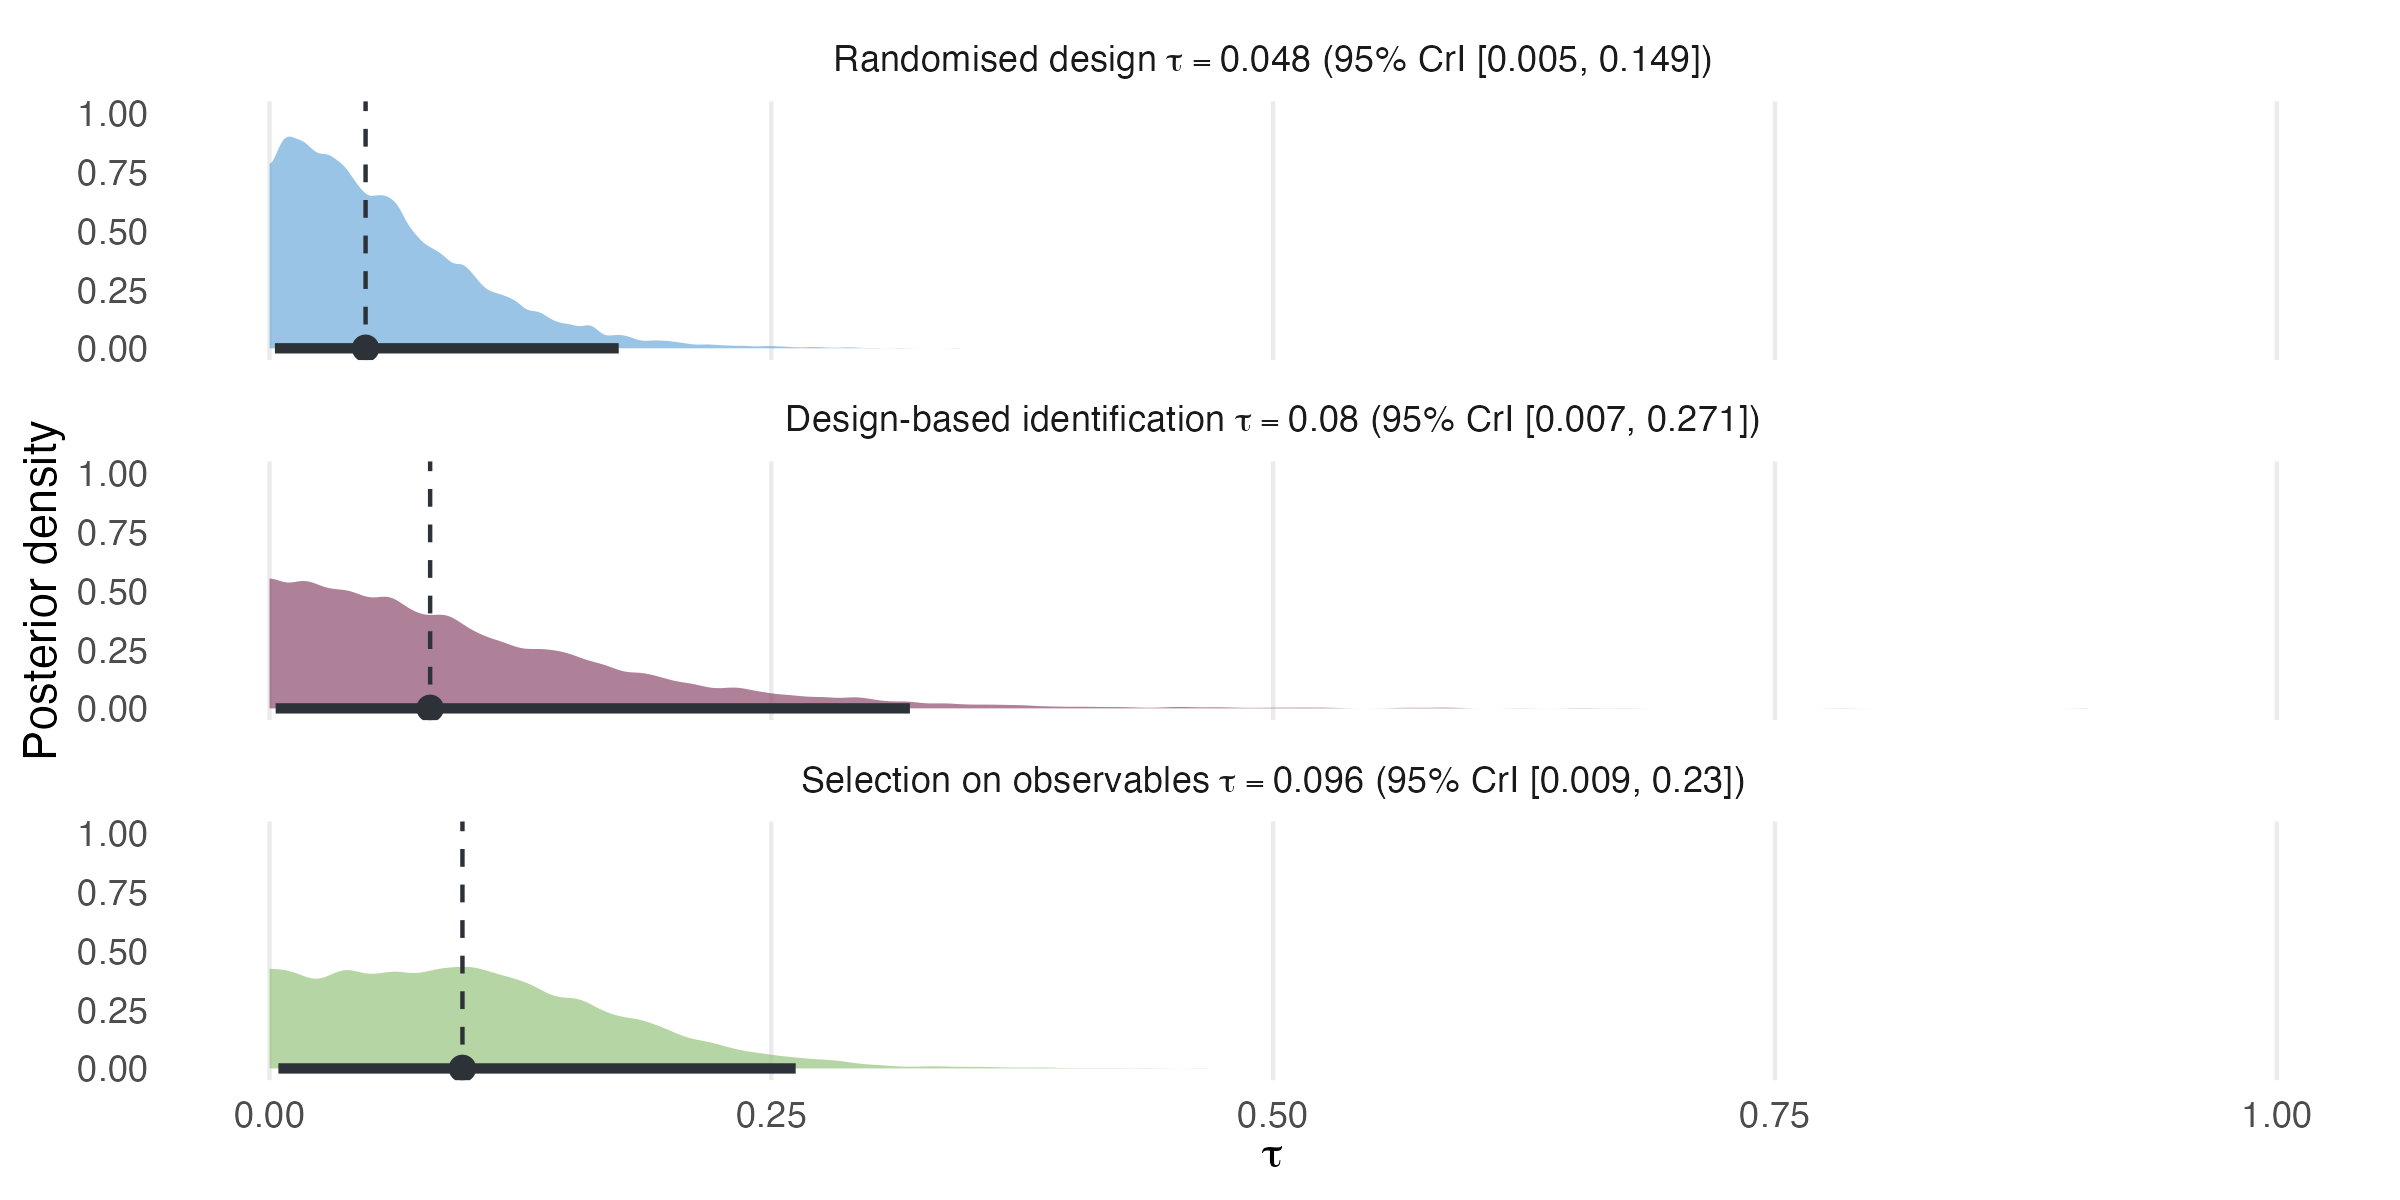 Randomised design τ = 0.048 (95% CrI [0.005, 0.149])
1.00
0.75
0.50
0.25
0.00
Design-based identification τ = 0.08 (95% CrI [0.007, 0.271])
1.00
0.75
0.50
0.25
0.00
Posterior density
Selection on observables τ = 0.096 (95% CrI [0.009, 0.23])
1.00
0.75
0.50
0.25
0.00
0.00 0.25 0.50 0.75 1.00
τ